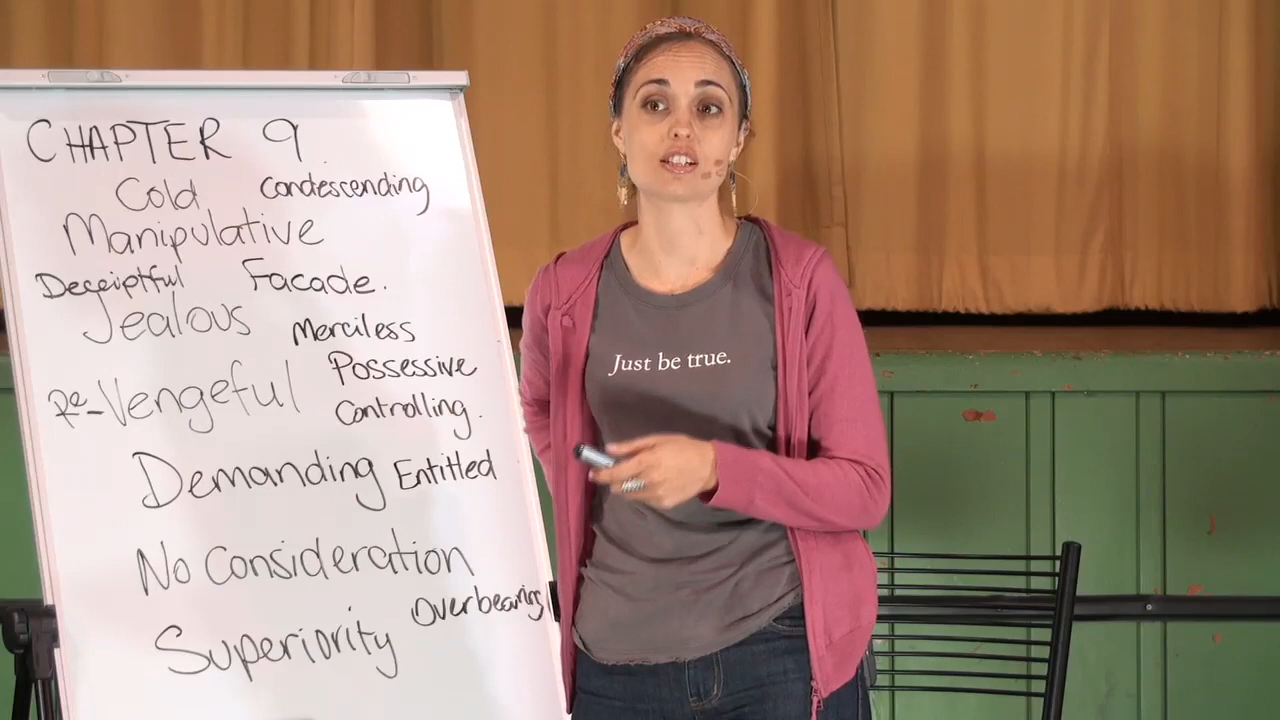 CHAPTER 9.
Cold Condescending
Manipulative
Deceiptful Facade.
Jealous Merciless
Re-Vengeful Possessive
Controlling.
Demanding Entitled
No Consideration
Overbearing
Superiority
Just be true.